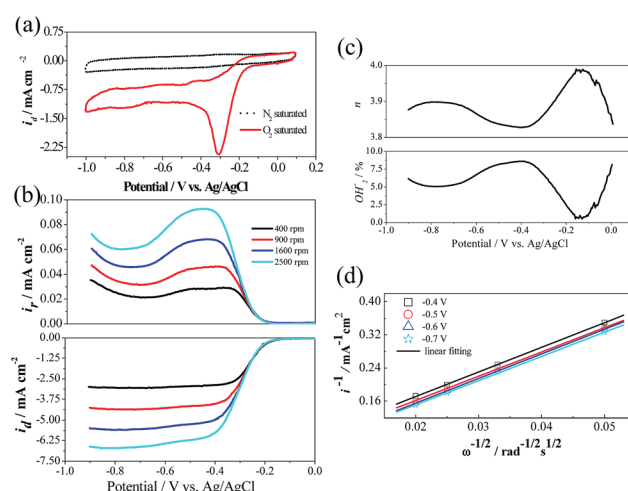 (a)
0.75
0.00
-0.75
-1.50
-2.25
i_d / mA cm⁻²
N₂ saturated
O₂ saturated
-1.0 -0.8 -0.6 -0.4 -0.2 0.0 0.2
Potential / V vs. Ag/AgCl
(b)
0.10
0.08
0.06
0.04
0.02
0.00
i_r / mA cm⁻²
400 rpm
900 rpm
1600 rpm
2500 rpm
0.00
-1.25
-2.50
-3.75
-5.00
-6.25
-7.50
i_d / mA cm⁻²
-1.0 -0.8 -0.6 -0.4 -0.2 0.0
Potential / V vs. Ag/AgCl
(c)
4.0
3.8
n
10.0
7.5
5.0
2.5
0.0
OH⁻₂ / %
-1.0 -0.8 -0.6 -0.4 -0.2 0.0
Potential / V vs. Ag/AgCl
(d)
0.40
0.32
0.24
0.16
i⁻¹ / mA⁻¹cm²
-0.4 V
-0.5 V
-0.6 V
-0.7 V
linear fitting
0.02 0.03 0.04 0.05
ω⁻¹/² / rad⁻¹/²s¹/²